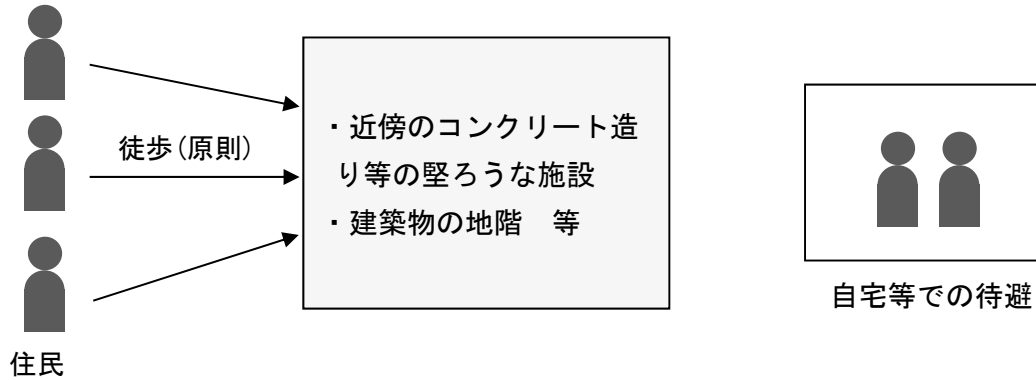 徒歩(原則)
・近傍のコンクリート造
り等の堅ろうな施設
・建築物の地階　等
自宅等での待避
住民